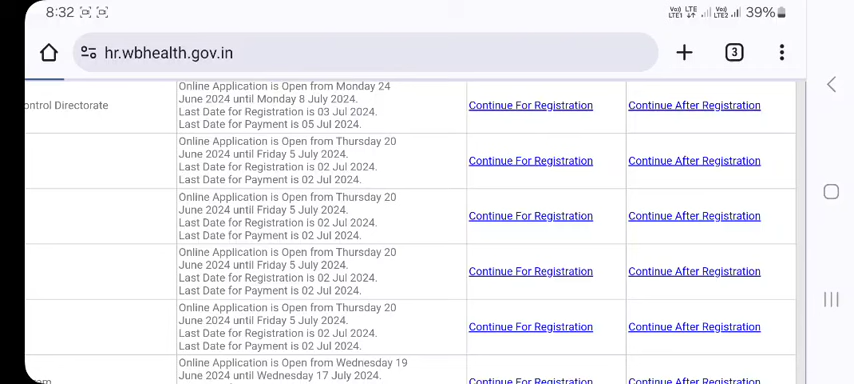 8:32 39%
hr.wbhealth.gov.in 3
Online Application is Open from Monday 24
June 2024 until Monday 8 July 2024.
ontrol Directorate Last Date for Registration is 03 Jul 2024. Continue For Registration Continue After Registration
Last Date for Payment is 05 Jul 2024.
Online Application is Open from Thursday 20
June 2024 until Friday 5 July 2024. Continue For Registration Continue After Registration
Last Date for Registration is 02 Jul 2024.
Last Date for Payment is 02 Jul 2024.
Online Application is Open from Thursday 20
June 2024 until Friday 5 July 2024. Continue For Registration Continue After Registration
Last Date for Registration is 02 Jul 2024.
Last Date for Payment is 02 Jul 2024.
Online Application is Open from Thursday 20
June 2024 until Friday 5 July 2024. Continue For Registration Continue After Registration
Last Date for Registration is 02 Jul 2024.
Last Date for Payment is 02 Jul 2024.
Online Application is Open from Thursday 20
June 2024 until Friday 5 July 2024. Continue For Registration Continue After Registration
Last Date for Registration is 02 Jul 2024.
Last Date for Payment is 02 Jul 2024.
Online Application is Open from Wednesday 19
June 2024 until Wednesday 17 July 2024. Continue For Registration Continue After Registration